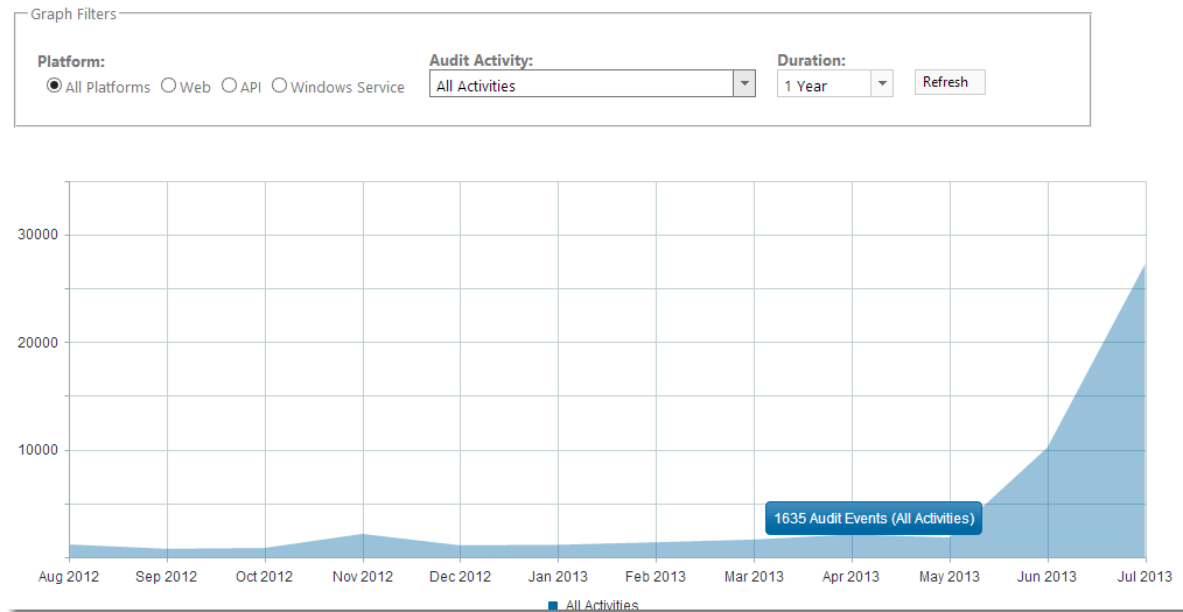 Graph Filters
Platform: Audit Activity: Duration:
All Platforms Web API Windows Service All Activities 1 Year Refresh
30000
20000
10000
1635 Audit Events (All Activities)
Aug 2012 Sep 2012 Oct 2012 Nov 2012 Dec 2012 Jan 2013 Feb 2013 Mar 2013 Apr 2013 May 2013 Jun 2013 Jul 2013
All Activities